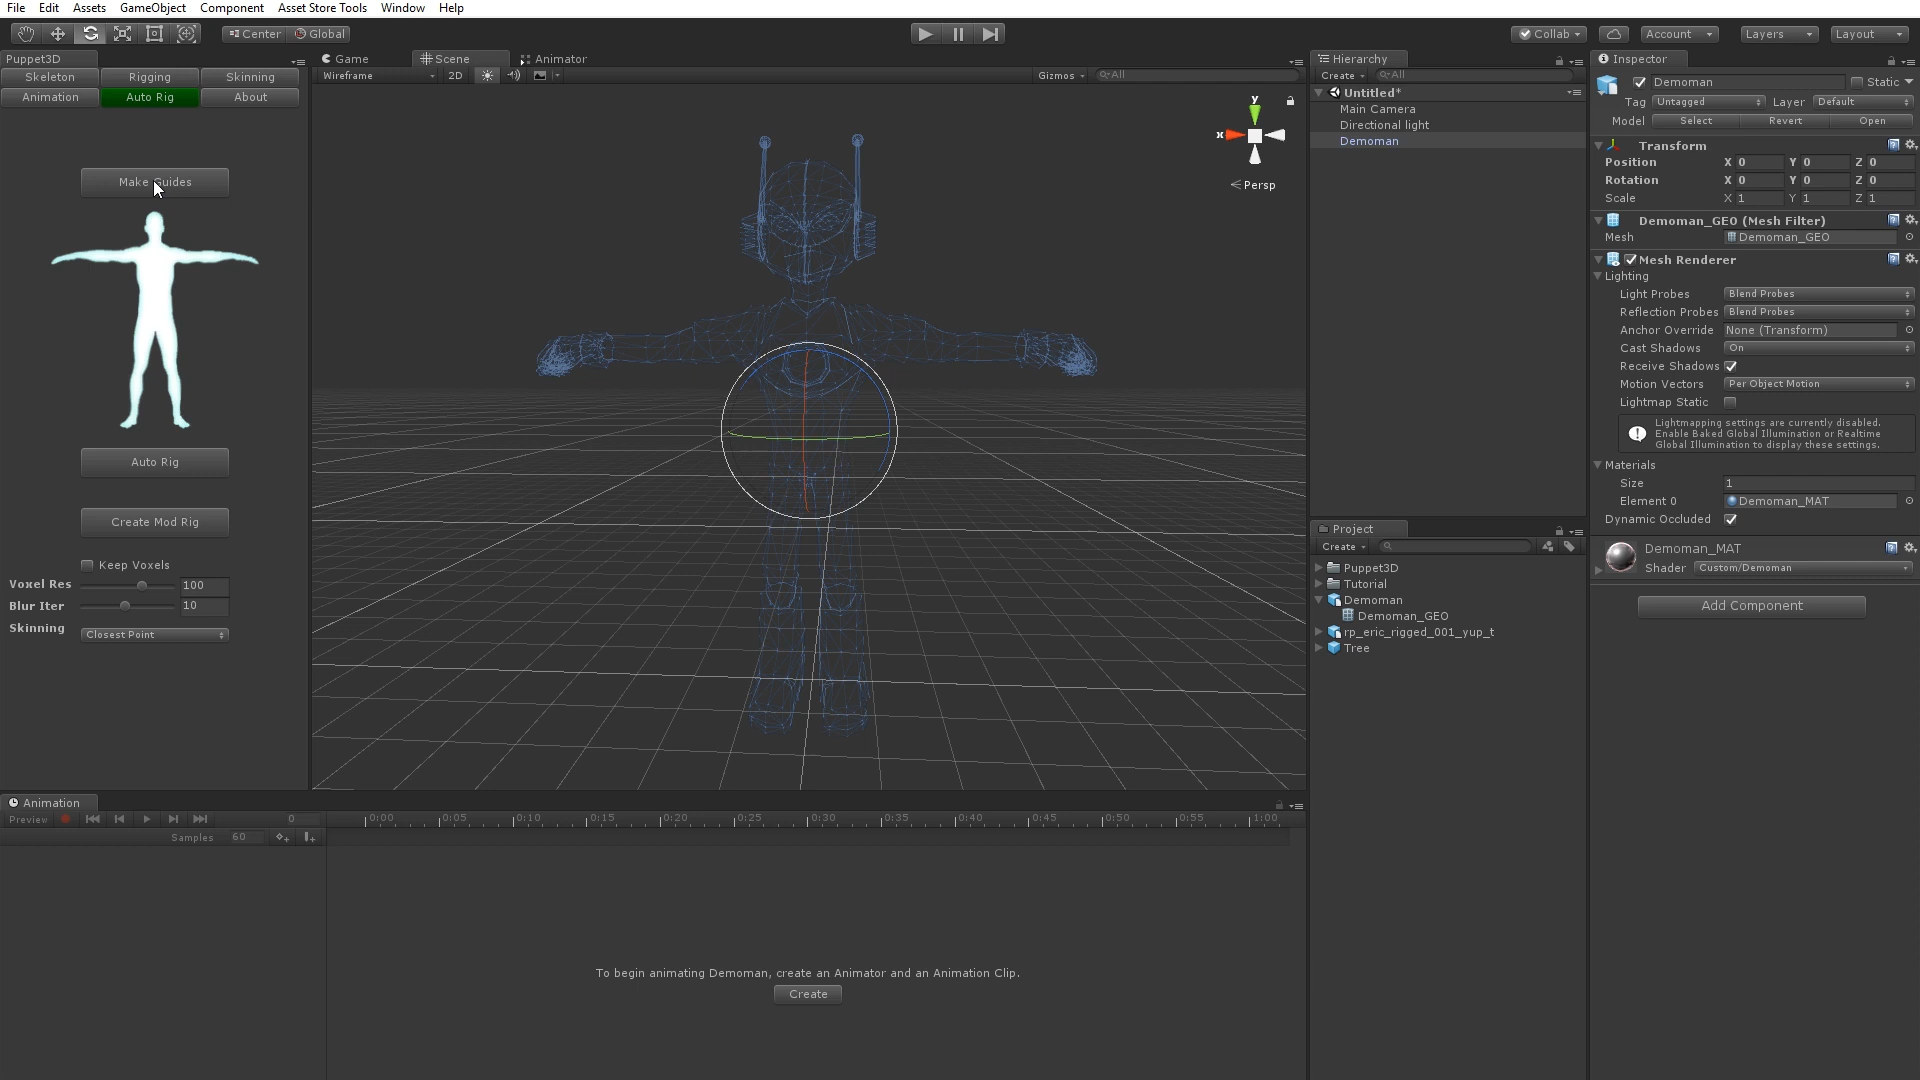 File Edit Assets GameObject Component Asset Store Tools Window Help
Center Global Collab Account Layers Layout
Puppet3D
Skeleton Rigging Skinning
Animation Auto Rig About
Make Guides
Auto Rig
Create Mod Rig
Keep Voxels
Voxel Res 100
Blur Iter 10
Skinning Closest Point
Game Scene Animator
Wireframe 2D Gizmos All
y
x
Persp
Hierarchy
Create All
Untitled*
Main Camera
Directional light
Demoman
Project
Create
Puppet3D
Tutorial
Demoman
Demoman_GEO
rp_eric_rigged_001_yup_t
Tree
Inspector
Demoman Static
Tag Untagged Layer Default
Model Select Revert Open
Transform
Position X 0 Y 0 Z 0
Rotation X 0 Y 0 Z 0
Scale X 1 Y 1 Z 1
Demoman_GEO (Mesh Filter)
Mesh Demoman_GEO
Mesh Renderer
Lighting
Light Probes Blend Probes
Reflection Probes Blend Probes
Anchor Override None (Transform)
Cast Shadows On
Receive Shadows
Motion Vectors Per Object Motion
Lightmap Static
Lightmapping settings are currently disabled.
Enable Baked Global Illumination or Realtime
Global Illumination to display these settings.
Materials
Size 1
Element 0 Demoman_MAT
Dynamic Occluded
Demoman_MAT
Shader Custom/Demoman
Add Component
Animation
Preview 0 0:00 0:05 0:10 0:15 0:20 0:25 0:30 0:35 0:40 0:45 0:50 0:55 1:00
Samples 60
To begin animating Demoman, create an Animator and an Animation Clip.
Create